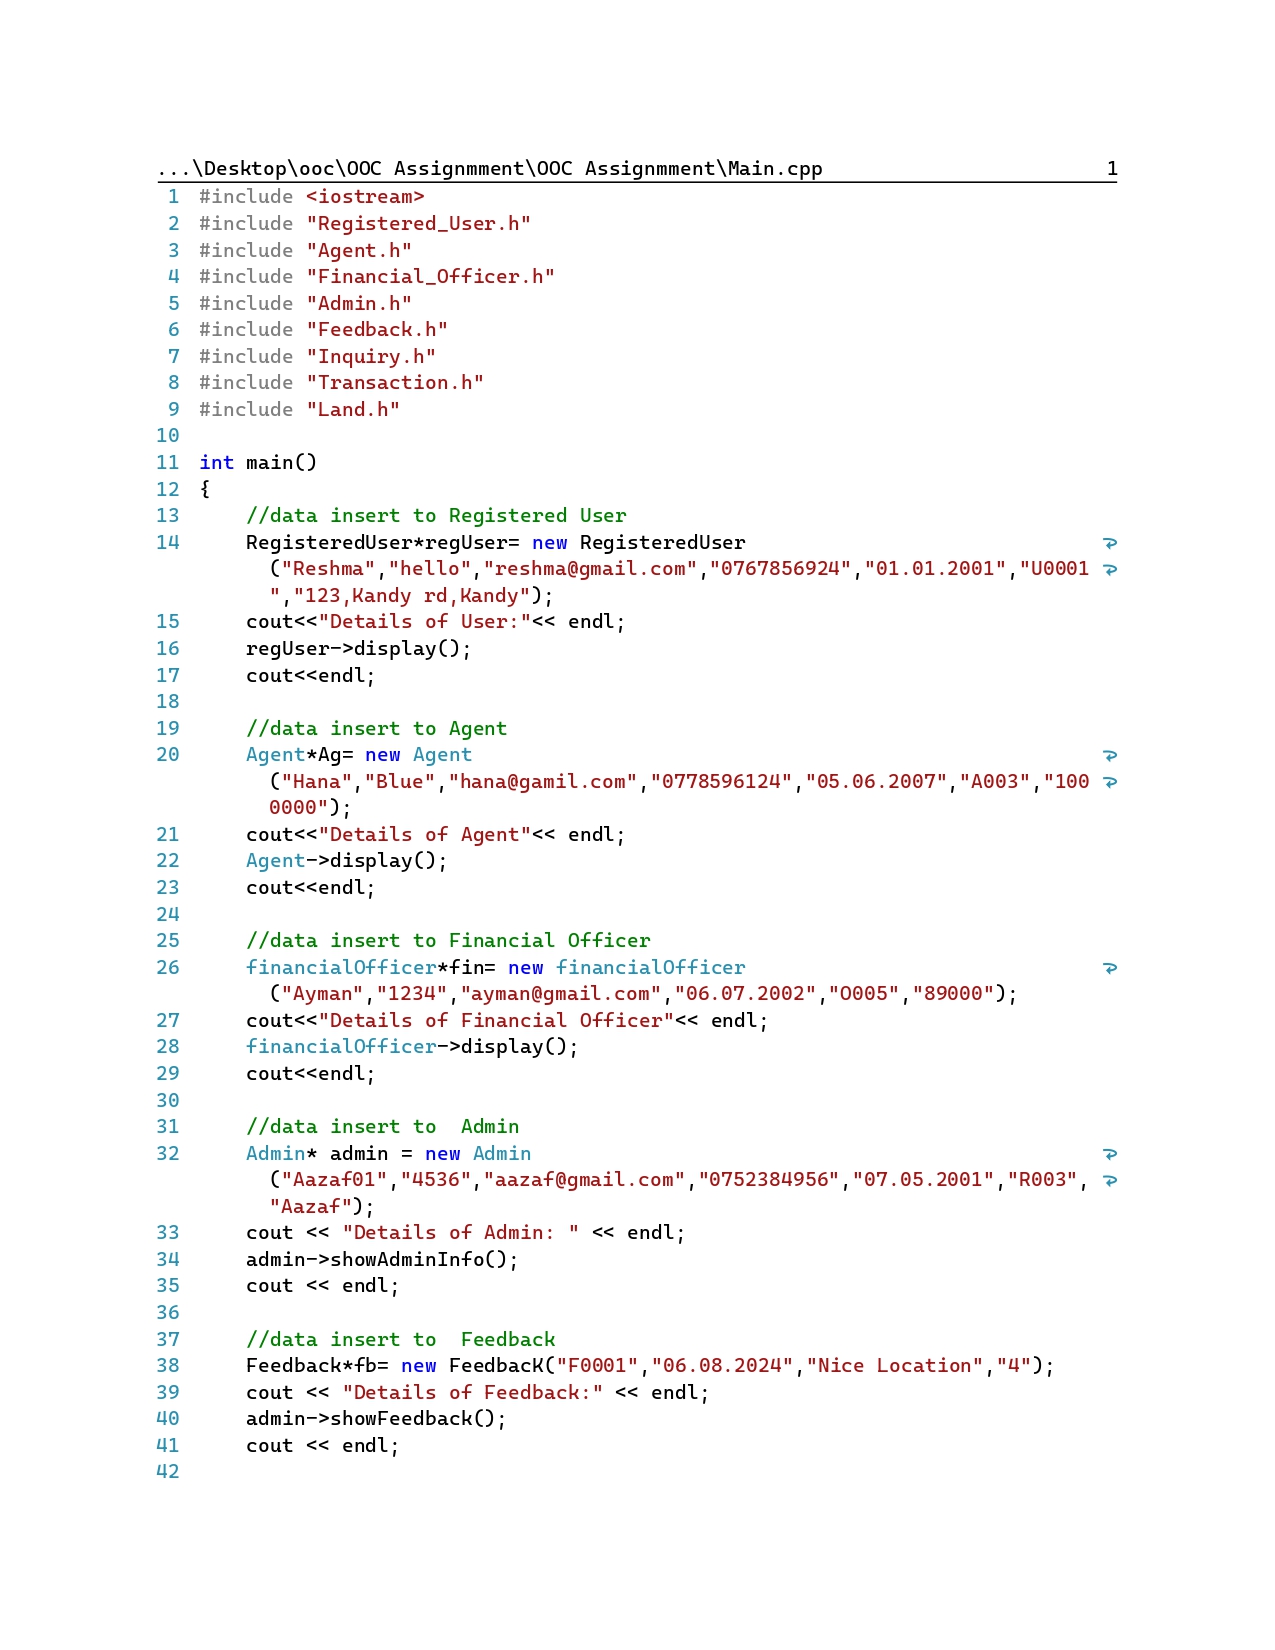 ...\Desktop\ooc\OOC Assignmment\OOC Assignmment\Main.cpp 1
1 #include <iostream>
2 #include "Registered_User.h"
3 #include "Agent.h"
4 #include "Financial_Officer.h"
5 #include "Admin.h"
6 #include "Feedback.h"
7 #include "Inquiry.h"
8 #include "Transaction.h"
9 #include "Land.h"
10
11 int main()
12 {
13 //data insert to Registered User
14 RegisteredUser*regUser= new RegisteredUser
("Reshma","hello","reshma@gmail.com","0767856924","01.01.2001","U0001
","123,Kandy rd,Kandy");
15 cout<<"Details of User:"<< endl;
16 regUser->display();
17 cout<<endl;
18
19 //data insert to Agent
20 Agent*Ag= new Agent
("Hana","Blue","hana@gamil.com","0778596124","05.06.2007","A003","100
0000");
21 cout<<"Details of Agent"<< endl;
22 Agent->display();
23 cout<<endl;
24
25 //data insert to Financial Officer
26 financialOfficer*fin= new financialOfficer
("Ayman","1234","ayman@gmail.com","06.07.2002","O005","89000");
27 cout<<"Details of Financial Officer"<< endl;
28 financialOfficer->display();
29 cout<<endl;
30
31 //data insert to  Admin
32 Admin* admin = new Admin
("Aazaf01","4536","aazaf@gmail.com","0752384956","07.05.2001","R003",
"Aazaf");
33 cout << "Details of Admin: " << endl;
34 admin->showAdminInfo();
35 cout << endl;
36
37 //data insert to  Feedback
38 Feedback*fb= new FeedbacK("F0001","06.08.2024","Nice Location","4");
39 cout << "Details of Feedback:" << endl;
40 admin->showFeedback();
41 cout << endl;
42